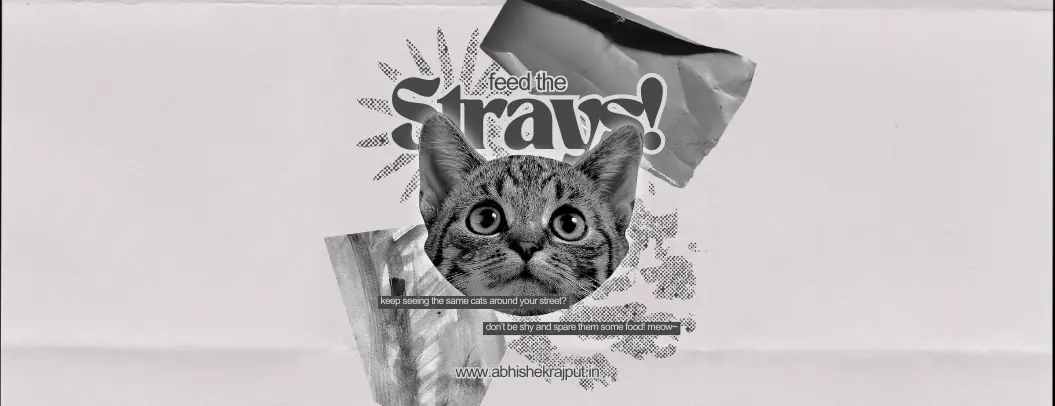 feed the
Strays!
keep seeing the same cats around your street?
don't be shy and spare them some food! meow~
www.abhishekrajput.in